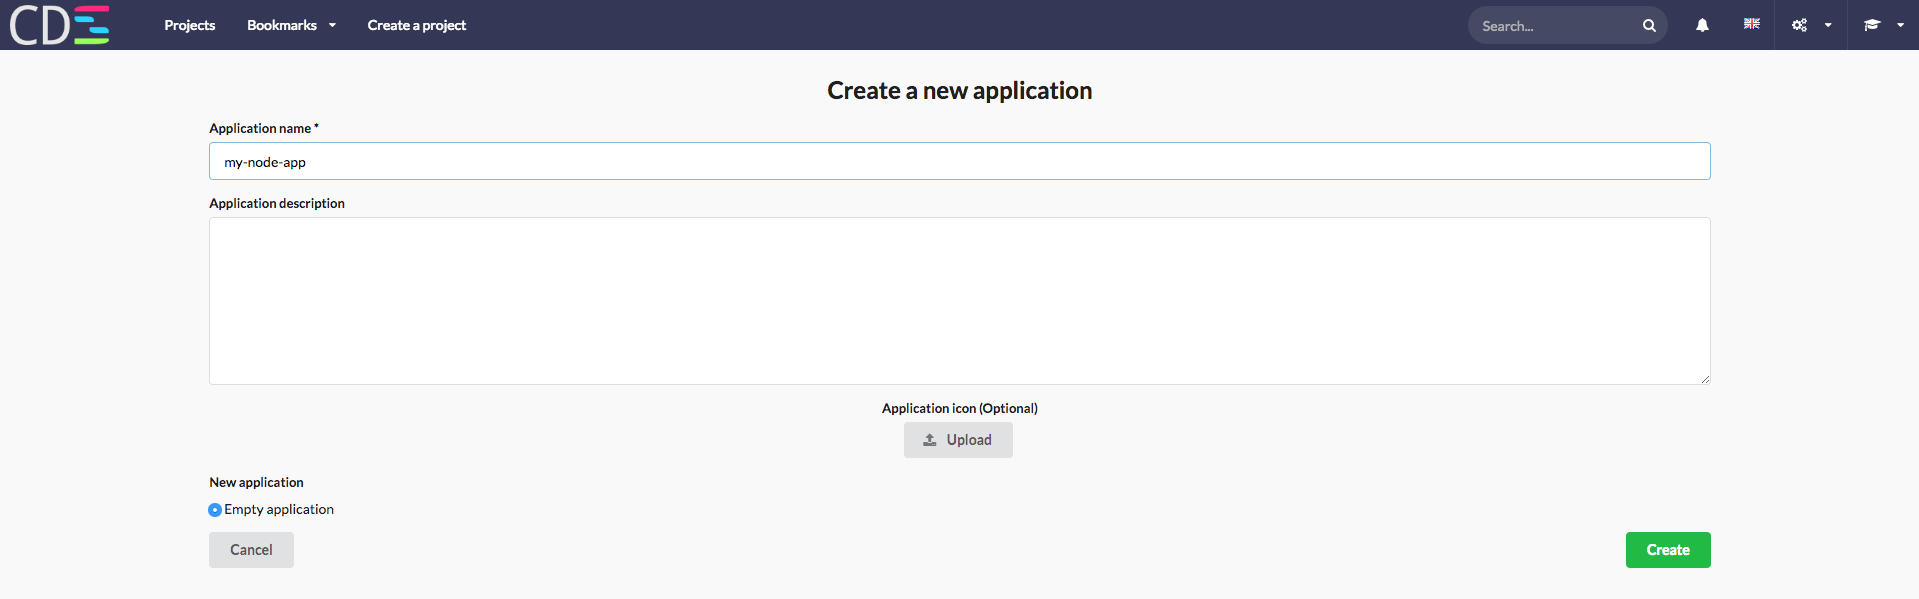 CDE Projects Bookmarks Create a project Search...
Create a new application
Application name *
my-node-app
Application description
Application icon (Optional)
Upload
New application
Empty application
Cancel Create